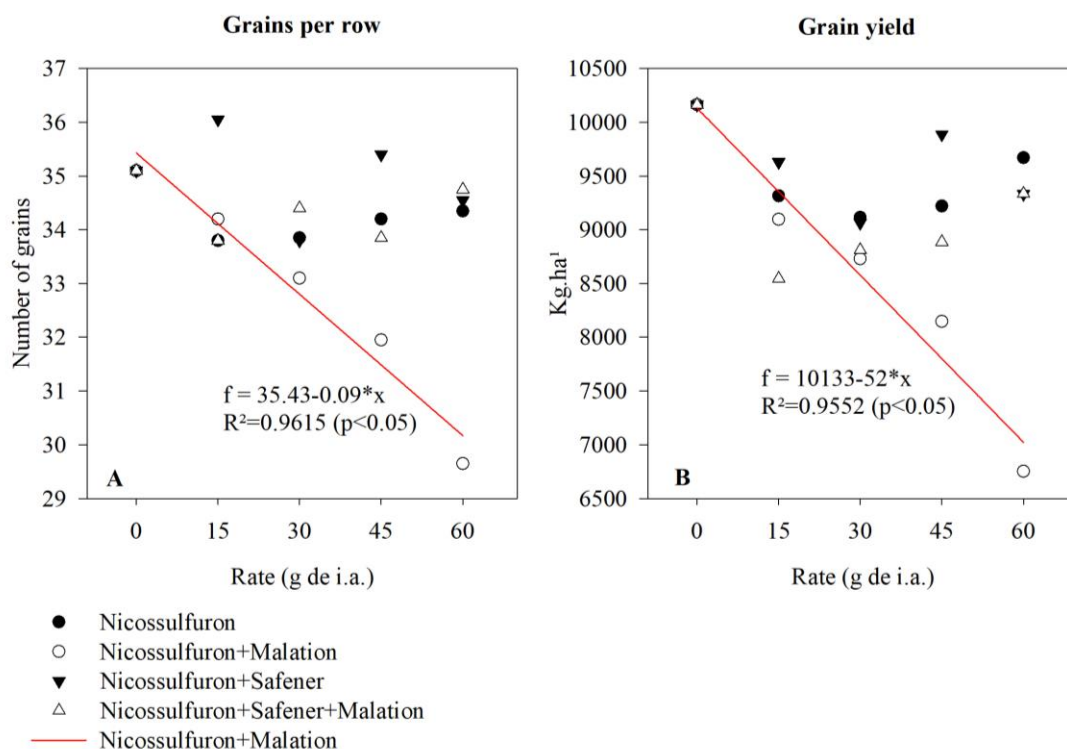 Grains per row
Number of grains
37
36
35
34
33
32
31
30
29
f = 35.43-0.09*x
R²=0.9615 (p<0.05)
A
0 15 30 45 60
Rate (g de i.a.)
Grain yield
Kg.ha¹
10500
10000
9500
9000
8500
8000
7500
7000
6500
f = 10133-52*x
R²=0.9552 (p<0.05)
B
0 15 30 45 60
Rate (g de i.a.)
Nicossulfuron
Nicossulfuron+Malation
Nicossulfuron+Safener
Nicossulfuron+Safener+Malation
Nicossulfuron+Malation